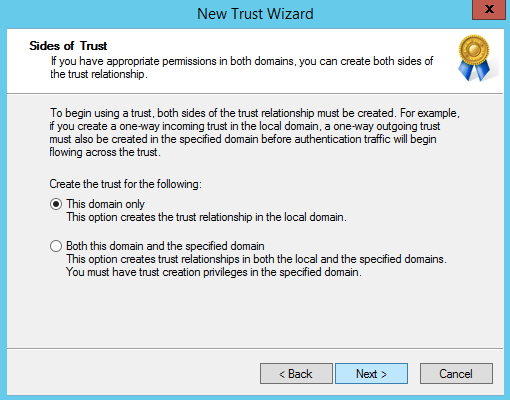 New Trust Wizard
x
Sides of Trust
If you have appropriate permissions in both domains, you can create both sides of
the trust relationship.
To begin using a trust, both sides of the trust relationship must be created. For example,
if you create a one-way incoming trust in the local domain, a one-way outgoing trust
must also be created in the specified domain before authentication traffic will begin
flowing across the trust.
Create the trust for the following:
This domain only
This option creates the trust relationship in the local domain.
Both this domain and the specified domain
This option creates trust relationships in both the local and the specified domains.
You must have trust creation privileges in the specified domain.
< Back Next > Cancel